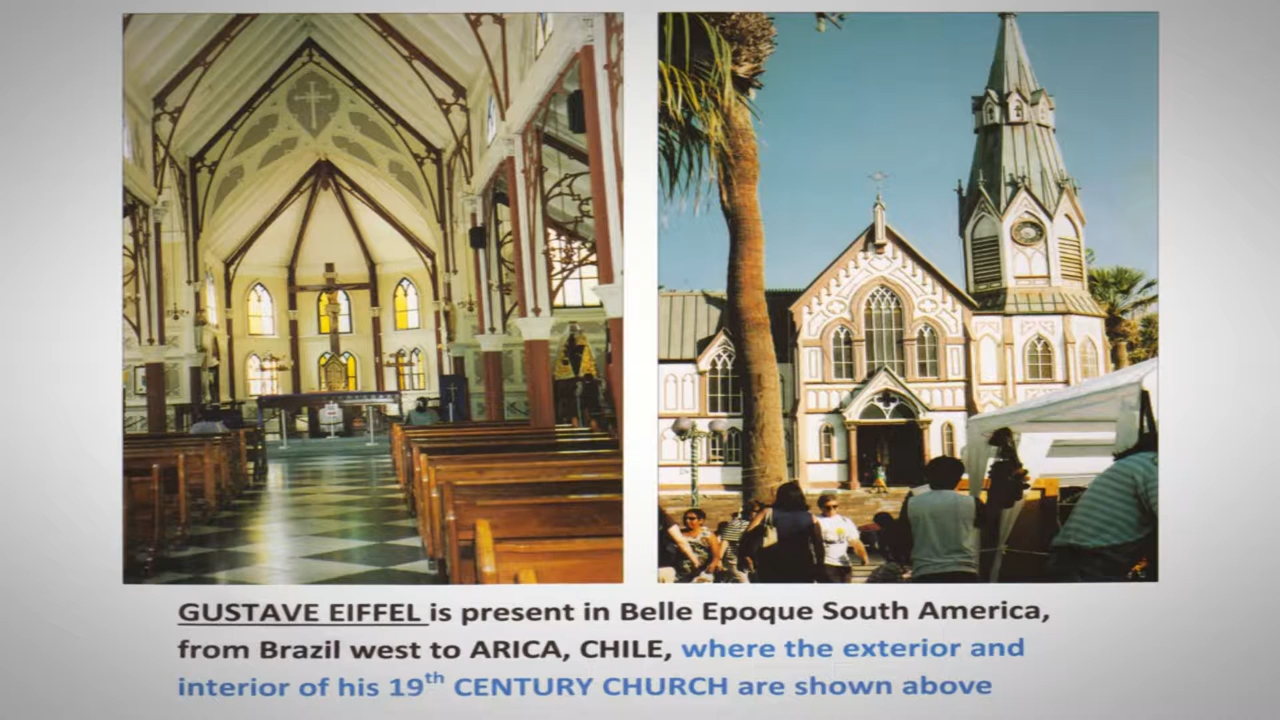 GUSTAVE EIFFEL is present in Belle Epoque South America,
from Brazil west to ARICA, CHILE, where the exterior and
interior of his 19th CENTURY CHURCH are shown above